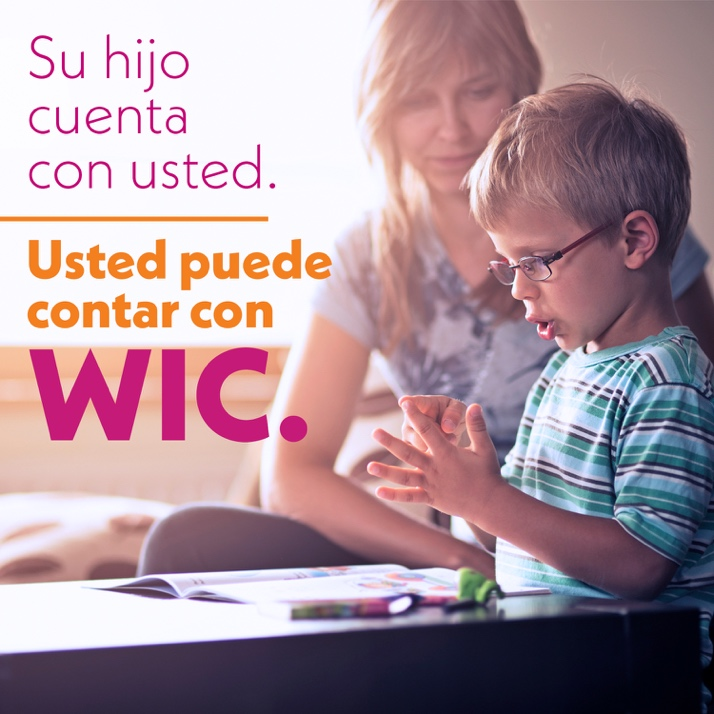 Su hijo
cuenta
con usted.
Usted puede
contar con
WIC.